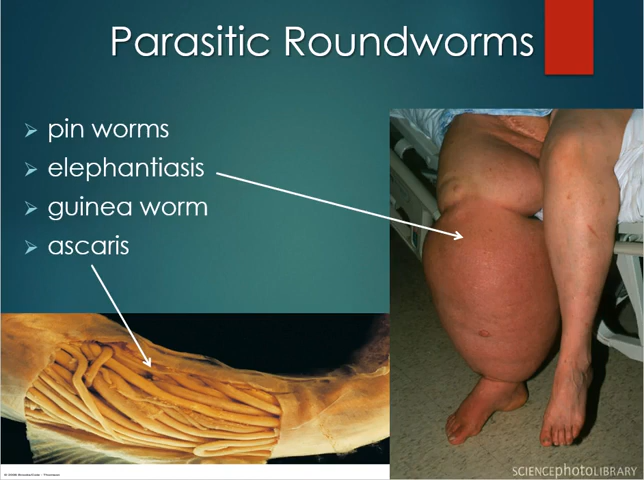 Parasitic Roundworms
pin worms
elephantiasis
guinea worm
ascaris
SCIENCEphotoLIBRARY